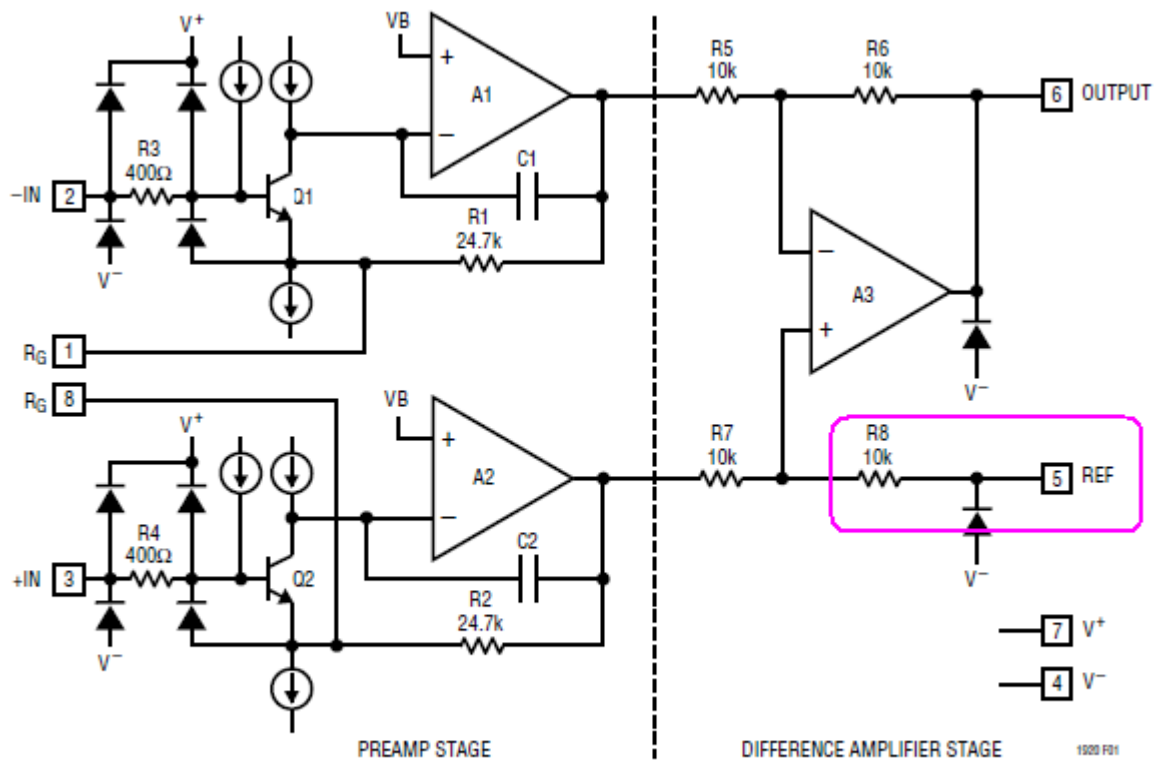 V+
VB
+
A1
−
R5
10k
R6
10k
6 OUTPUT
R3
400Ω
−IN 2
Q1
C1
R1
24.7k
V−
−
A3
+
RG 1
RG 8
V−
V+
VB
+
A2
−
R7
10k
R8
10k
5 REF
R4
400Ω
+IN 3
Q2
C2
R2
24.7k
V−
V−
7 V+
4 V−
PREAMP STAGE
DIFFERENCE AMPLIFIER STAGE
1920 F01